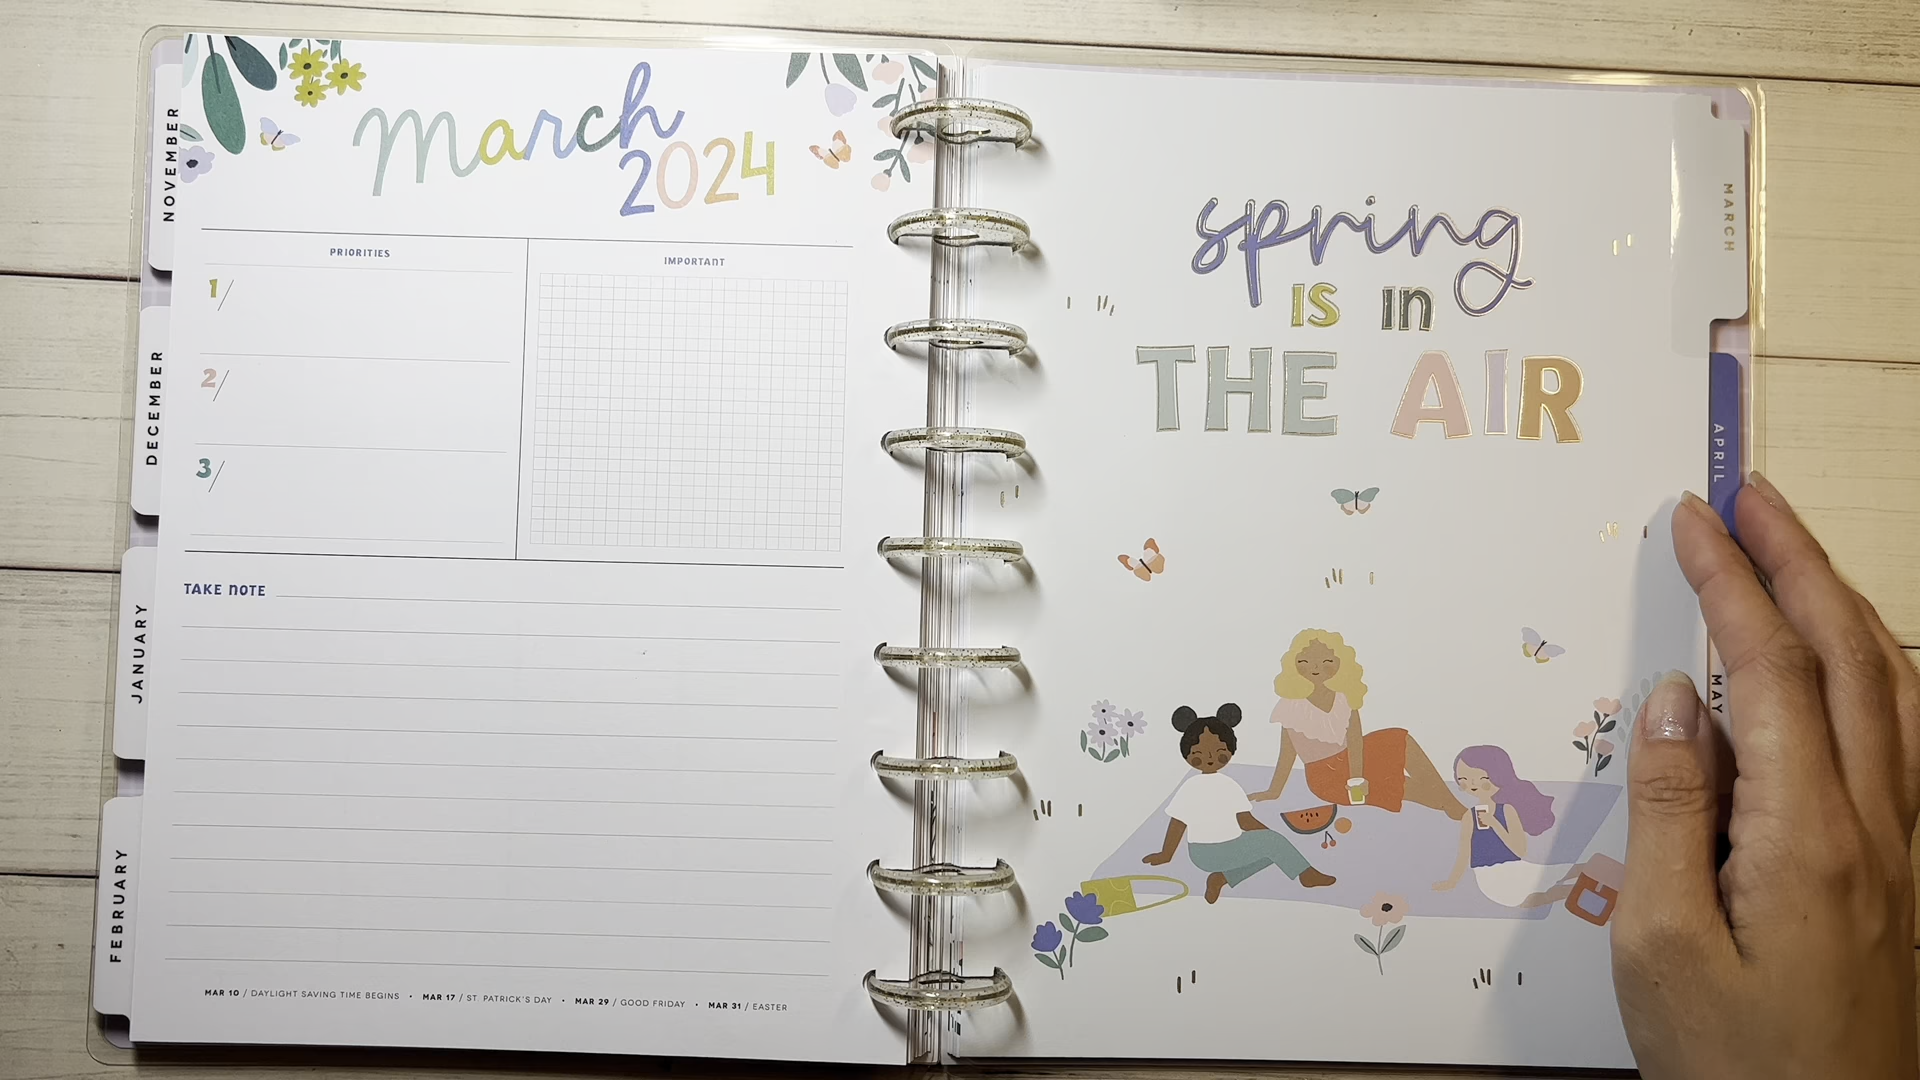 NOVEMBER
DECEMBER
JANUARY
FEBRUARY
March
2024
PRIORITIES
1/
2/
3/
IMPORTANT
TAKE NOTE
MAR 10 / DAYLIGHT SAVING TIME BEGINS • MAR 17 / ST. PATRICK'S DAY • MAR 29 / GOOD FRIDAY • MAR 31 / EASTER
spring
IS in
THE AIR
MARCH
APRIL
MAY